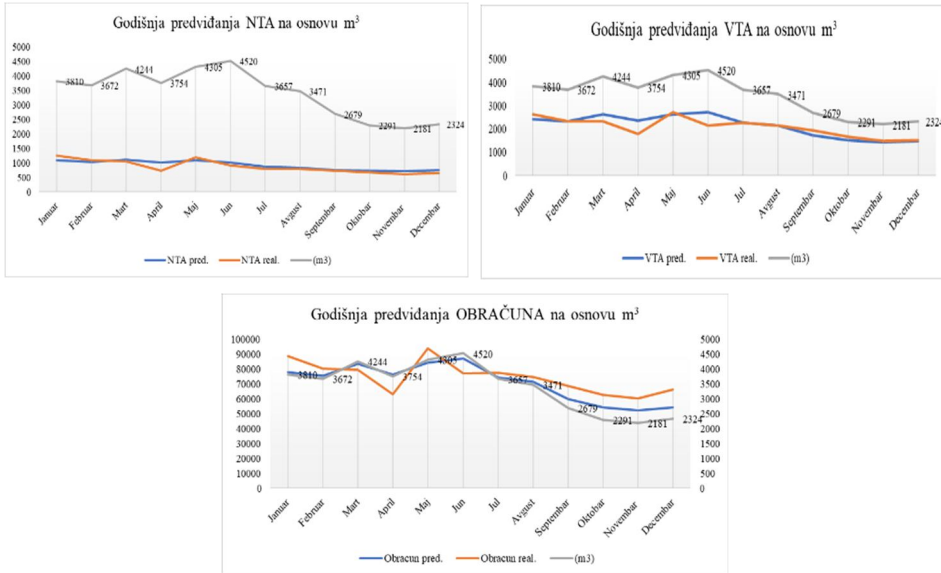 Godišnja predviđanja NTA na osnovu m³
5000
4500
4000
3500
3000
2500
2000
1500
1000
500
0
3810
3672
4244
3754
4305
4520
3657
3471
2679
2291
2181
2324
Januar
Februar
Mart
April
Maj
Jun
Jul
Avgust
Septembar
Oktobar
Novembar
Decembar
NTA pred.
NTA real.
(m3)
Godišnja predviđanja VTA na osnovu m³
5000
4000
3000
2000
1000
0
3810
3672
4244
3754
4305
4520
3657
3471
2679
2291
2181
2324
Januar
Februar
Mart
April
Maj
Jun
Jul
Avgust
Septembar
Oktobar
Novembar
Decembar
VTA pred.
VTA real.
(m3)
Godišnja predviđanja OBRAČUNA na osnovu m³
100000
90000
80000
70000
60000
50000
40000
30000
20000
10000
0
3810
3672
4244
3754
4305
4520
3657
3471
2679
2291
2181
2324
5000
4500
4000
3500
3000
2500
2000
1500
1000
500
0
Januar
Februar
Mart
April
Maj
Jun
Jul
Avgust
Septembar
Oktobar
Novembar
Decembar
Obracun pred.
Obracun real.
(m3)